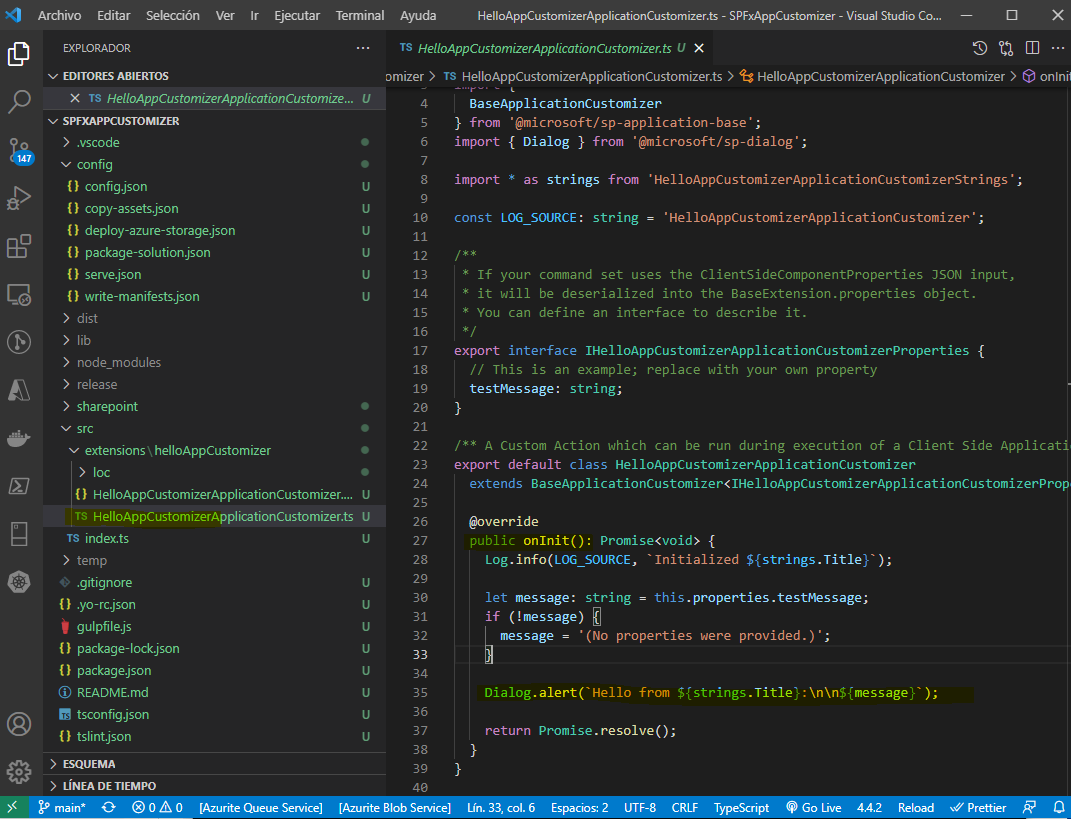 Archivo Editar Selección Ver Ir Ejecutar Terminal Ayuda HelloAppCustomizerApplicationCustomizer.ts - SPFxAppCustomizer - Visual Studio Co...
EXPLORADOR
EDITORES ABIERTOS
TS HelloAppCustomizerApplicationCustomize... U
SPFXAPPCUSTOMIZER
.vscode
config
{} config.json U
{} copy-assets.json U
{} deploy-azure-storage.json U
{} package-solution.json U
{} serve.json U
{} write-manifests.json U
dist
lib
node_modules
release
sharepoint
src
extensions\helloAppCustomizer
loc
{} HelloAppCustomizerApplicationCustomizer.... U
TS HelloAppCustomizerApplicationCustomizer.ts U
TS index.ts U
temp
.gitignore U
{} .yo-rc.json U
gulpfile.js U
{} package-lock.json U
{} package.json U
README.md U
TS tsconfig.json U
{} tslint.json U
ESQUEMA
LÍNEA DE TIEMPO
147
TS HelloAppCustomizerApplicationCustomizer.ts U
omizer > TS HelloAppCustomizerApplicationCustomizer.ts > HelloAppCustomizerApplicationCustomizer > onInit
3 import {
4 BaseApplicationCustomizer
5 } from '@microsoft/sp-application-base';
6 import { Dialog } from '@microsoft/sp-dialog';
7
8 import * as strings from 'HelloAppCustomizerApplicationCustomizerStrings';
9
10 const LOG_SOURCE: string = 'HelloAppCustomizerApplicationCustomizer';
11
12 /**
13 * If your command set uses the ClientSideComponentProperties JSON input,
14 * it will be deserialized into the BaseExtension.properties object.
15 * You can define an interface to describe it.
16 */
17 export interface IHelloAppCustomizerApplicationCustomizerProperties {
18 // This is an example; replace with your own property
19 testMessage: string;
20 }
21
22 /** A Custom Action which can be run during execution of a Client Side Applicati
23 export default class HelloAppCustomizerApplicationCustomizer
24 extends BaseApplicationCustomizer<IHelloAppCustomizerApplicationCustomizerPrope
25
26 @override
27 public onInit(): Promise<void> {
28 Log.info(LOG_SOURCE, `Initialized ${strings.Title}`);
29
30 let message: string = this.properties.testMessage;
31 if (!message) {
32 message = '(No properties were provided.)';
33 }
34
35 Dialog.alert(`Hello from ${strings.Title}:\n\n${message}`);
36
37 return Promise.resolve();
38 }
39 }
40
main* 0 0 [Azurite Queue Service] [Azurite Blob Service] Lín. 33, col. 6 Espacios: 2 UTF-8 CRLF TypeScript Go Live 4.4.2 Reload Prettier